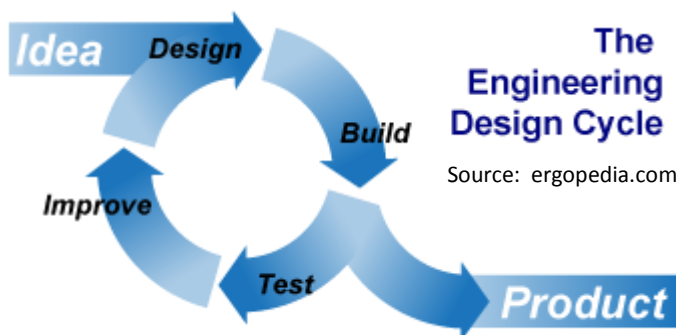 Idea
Design
Build
Improve
Test
Product
The
Engineering
Design Cycle
Source: ergopedia.com